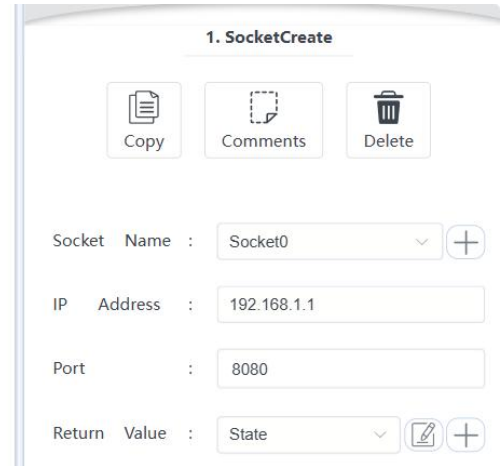 1. SocketCreate
Copy Comments Delete
Socket Name : Socket0
IP Address : 192.168.1.1
Port : 8080
Return Value : State